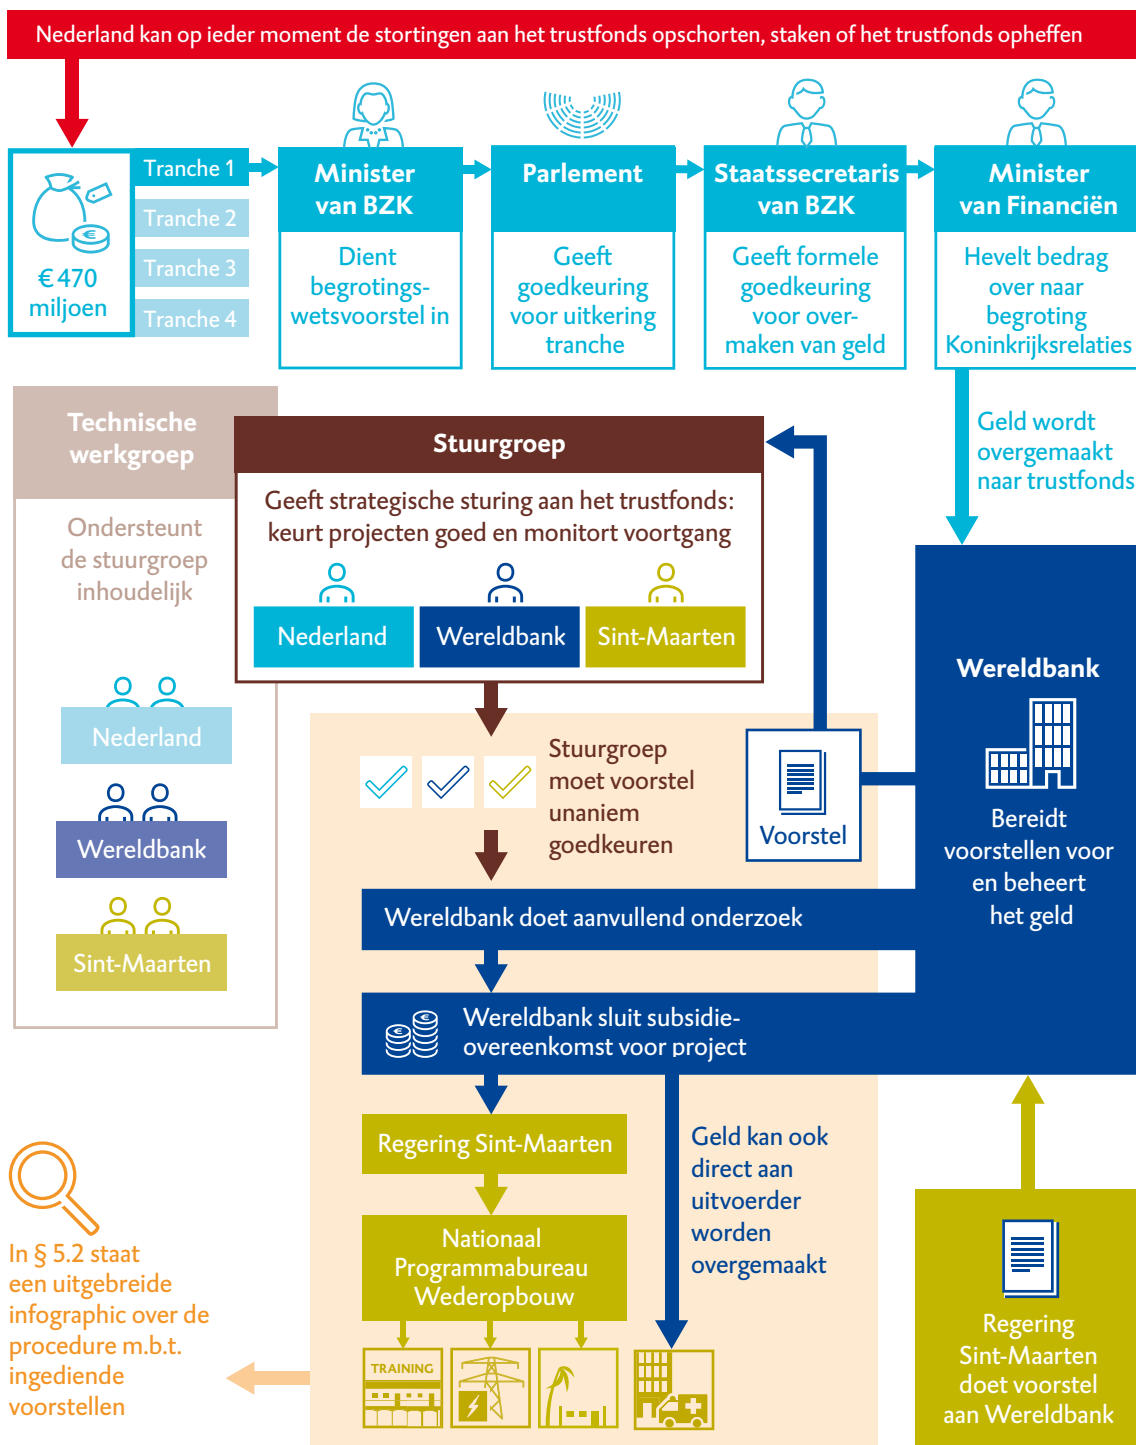 Nederland kan op ieder moment de stortingen aan het trustfonds opschorten, staken of het trustfonds opheffen
€ 470
miljoen
Tranche 1
Tranche 2
Tranche 3
Tranche 4
Minister
van BZK
Dient
begrotings-
wetsvoorstel in
Parlement
Geeft
goedkeuring
voor uitkering
tranche
Staatssecretaris
van BZK
Geeft formele
goedkeuring
voor over-
maken van geld
Minister
van Financiën
Hevelt bedrag
over naar
begroting
Koninkrijksrelaties
Geld wordt
overgemaakt
naar trustfonds
Technische
werkgroep
Ondersteunt
de stuurgroep
inhoudelijk
Nederland
Wereldbank
Sint-Maarten
Stuurgroep
Geeft strategische sturing aan het trustfonds:
keurt projecten goed en monitort voortgang
Nederland
Wereldbank
Sint-Maarten
Stuurgroep
moet voorstel
unaniem
goedkeuren
Voorstel
Wereldbank
Bereidt
voorstellen voor
en beheert
het geld
Wereldbank doet aanvullend onderzoek
Wereldbank sluit subsidie-
overeenkomst voor project
Regering Sint-Maarten
Nationaal
Programmabureau
Wederopbouw
TRAINING
Geld kan ook
direct aan
uitvoerder
worden
overgemaakt
Regering
Sint-Maarten
doet voorstel
aan Wereldbank
In § 5.2 staat
een uitgebreide
infographic over de
procedure m.b.t.
ingediende
voorstellen